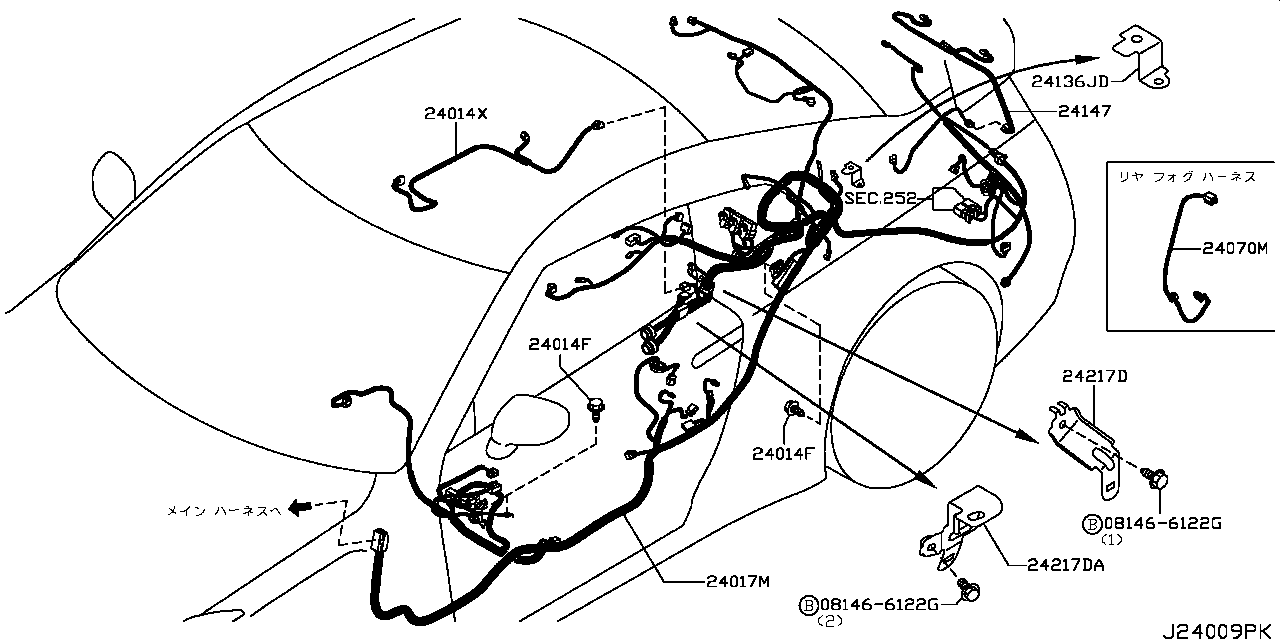 24136JD
24014X
24147
リヤ フォグ ハーネス
SEC.252
24070M
24014F
24217D
24014F
メイン ハーネスへ
B08146-6122G
(1)
24217DA
24017M
B08146-6122G
(2)
J24009PK